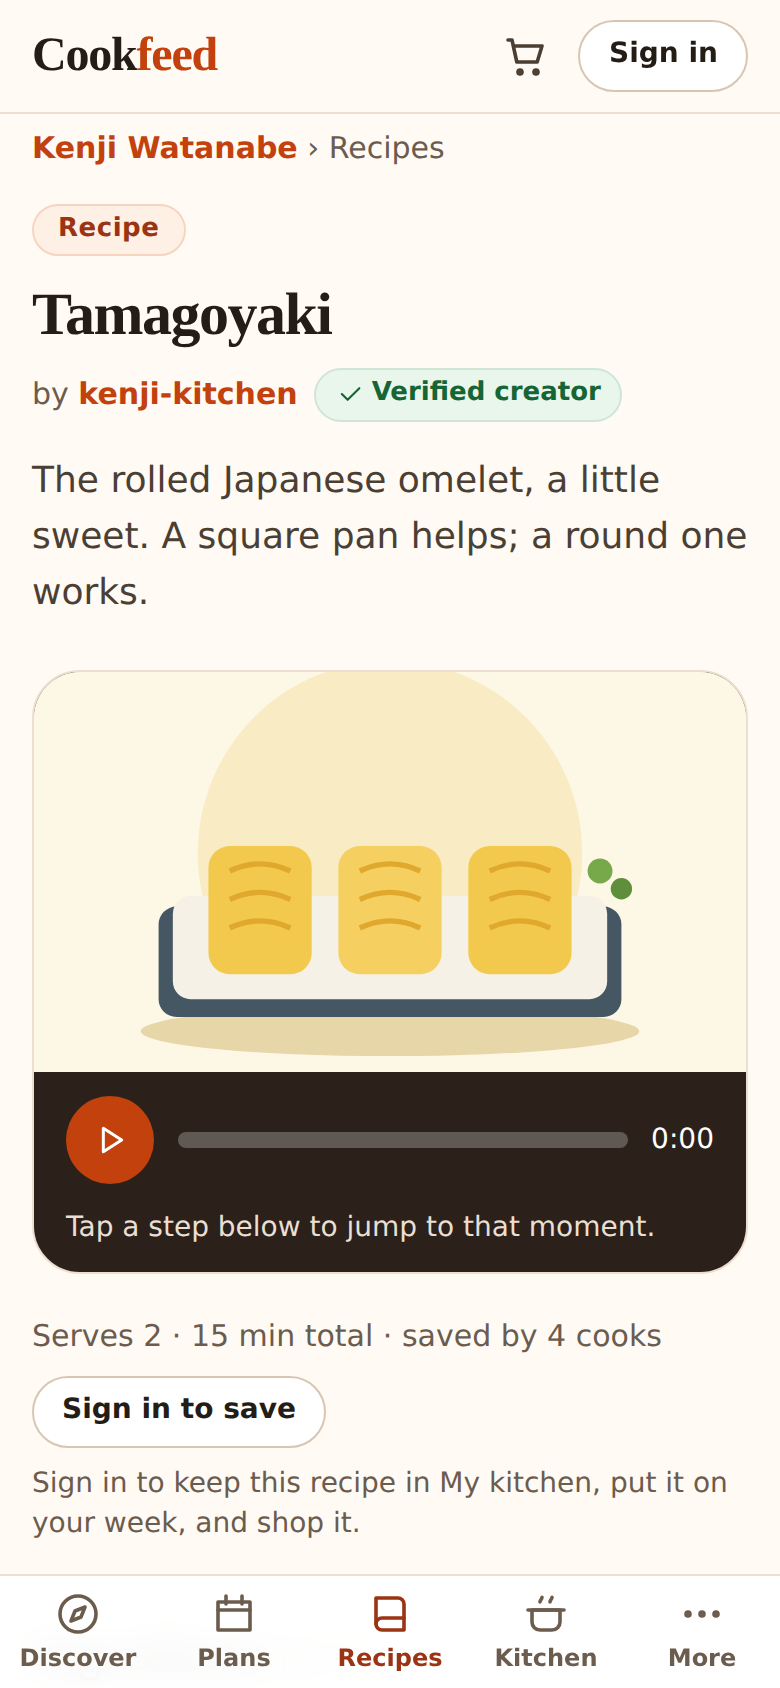 Cookfeed
Sign in
Kenji Watanabe › Recipes
Recipe
Tamagoyaki
by kenji-kitchen
Verified creator
The rolled Japanese omelet, a little
sweet. A square pan helps; a round one
works.
0:00
Tap a step below to jump to that moment.
Serves 2 · 15 min total · saved by 4 cooks
Sign in to save
Sign in to keep this recipe in My kitchen, put it on
your week, and shop it.
Discover
Plans
Recipes
Kitchen
More